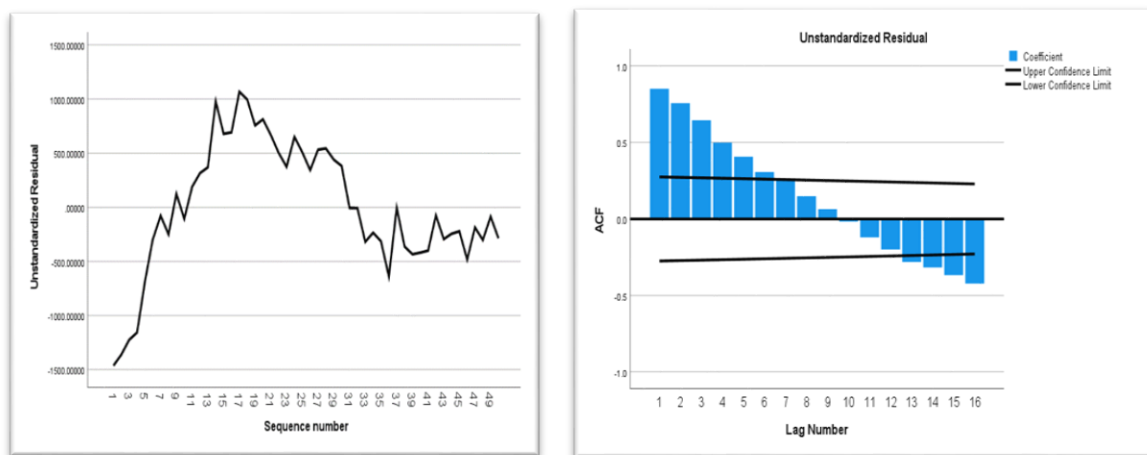 1500.00000
1000.00000
500.00000
.00000
-500.00000
-1000.00000
-1500.00000
Unstandardized Residual
1 3 5 7 9 11 13 15 17 19 21 23 25 27 29 31 33 35 37 39 41 43 45 47 49
Sequence number
Unstandardized Residual
Coefficient
Upper Confidence Limit
Lower Confidence Limit
1.0
0.5
0.0
-0.5
-1.0
ACF
1 2 3 4 5 6 7 8 9 10 11 12 13 14 15 16
Lag Number